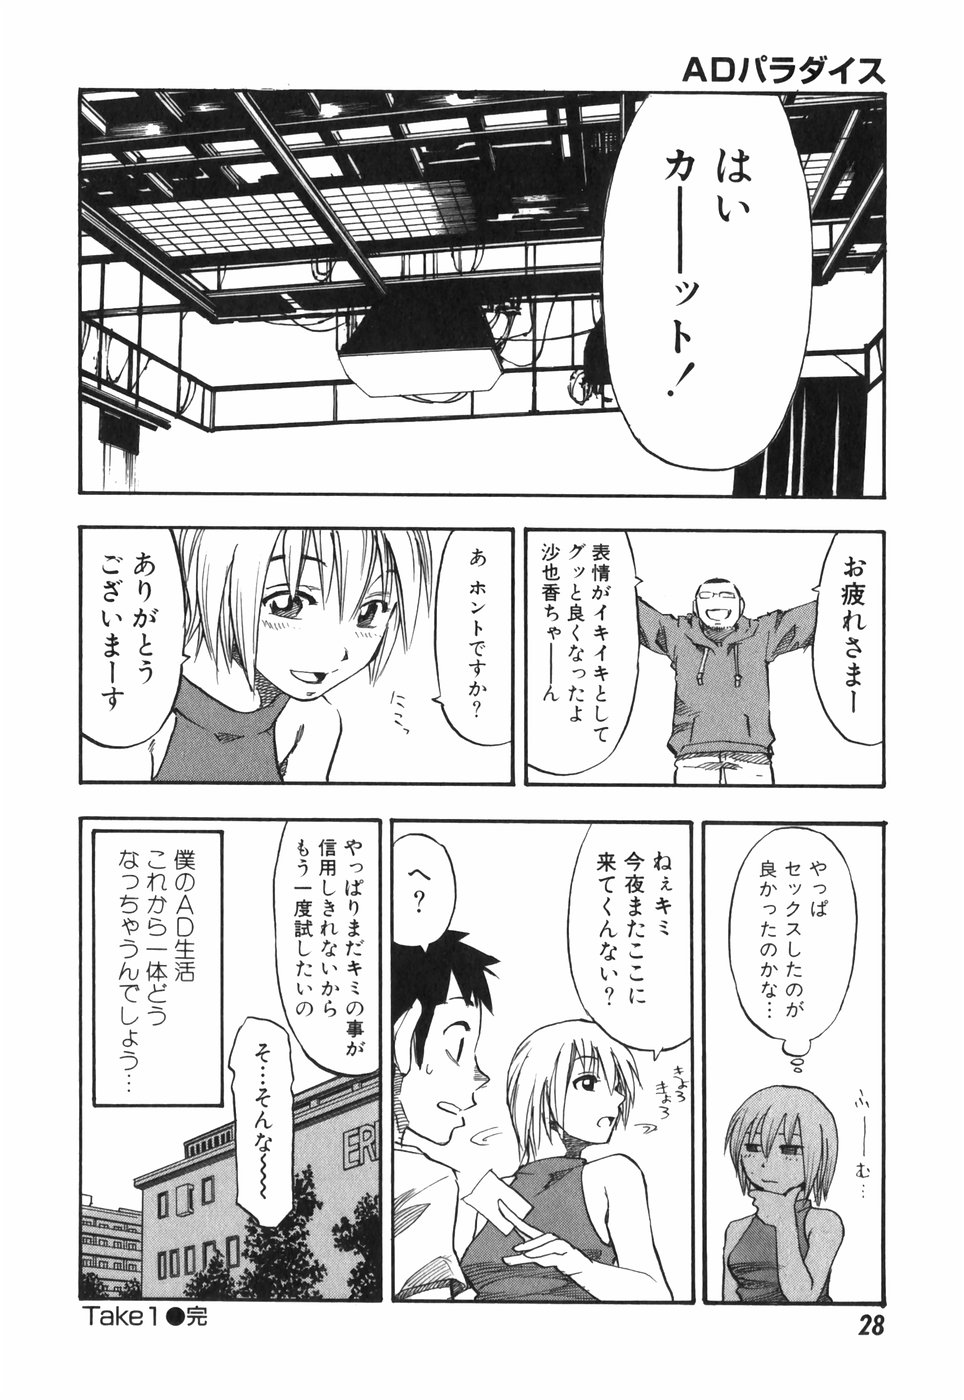 ADパラダイス
はい
カーーット！
お疲れさまー
表情がイキイキとして
グッと良くなったよ
沙也香ちゃーーん
あ ホントですか？
ニミ
ありがとう
ございまーす
やっぱ
セックスしたのが
良かったのかな…
ふーーむ…
ねぇキミ
今夜またここに
来てくんない？
きょろ
きょろ
へ？
やっぱりまだキミの事が
信用しきれないから
もう一度試したいの
そ…そんな～～
僕のAD生活
これから一体どう
なっちゃうんでしょう…
Take1●完
28